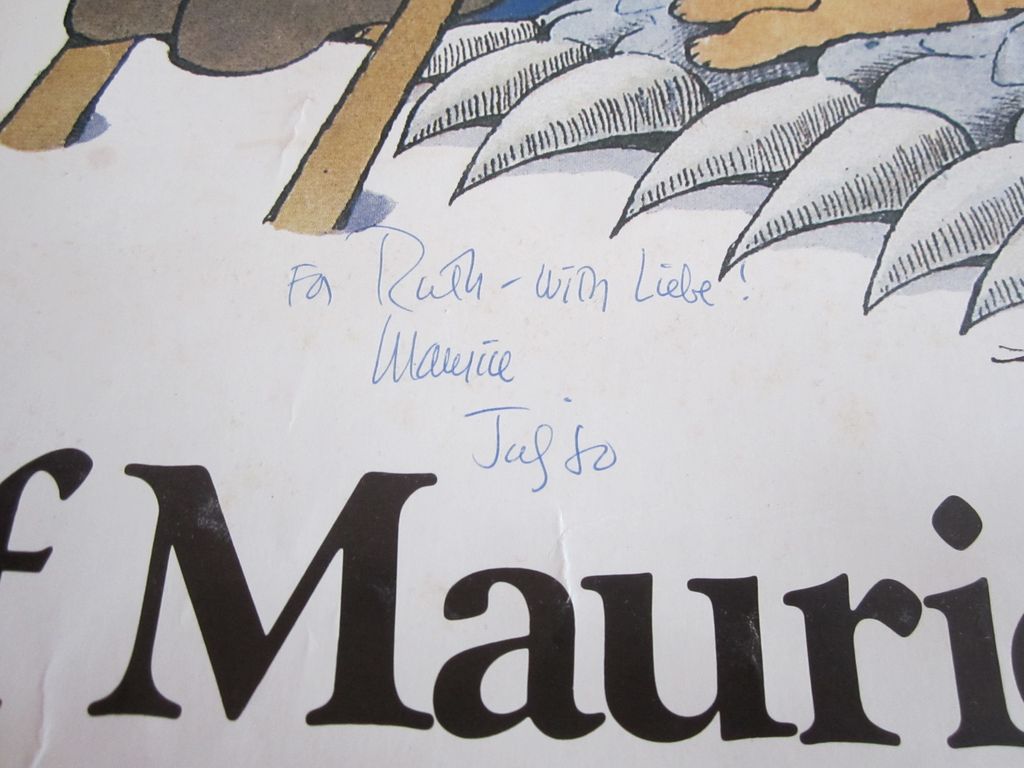 For Ruth - with Liebe!
Maurice
July 80
f Mauri